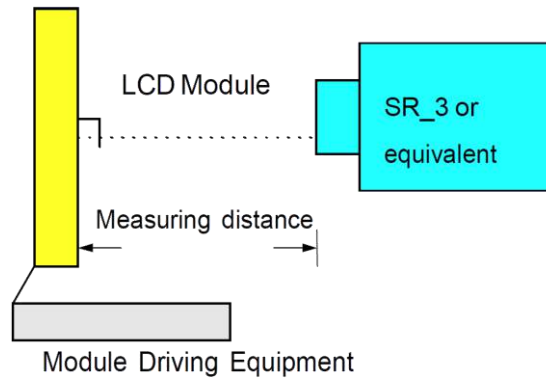 LCD Module
SR_3 or
equivalent
Measuring distance
Module Driving Equipment